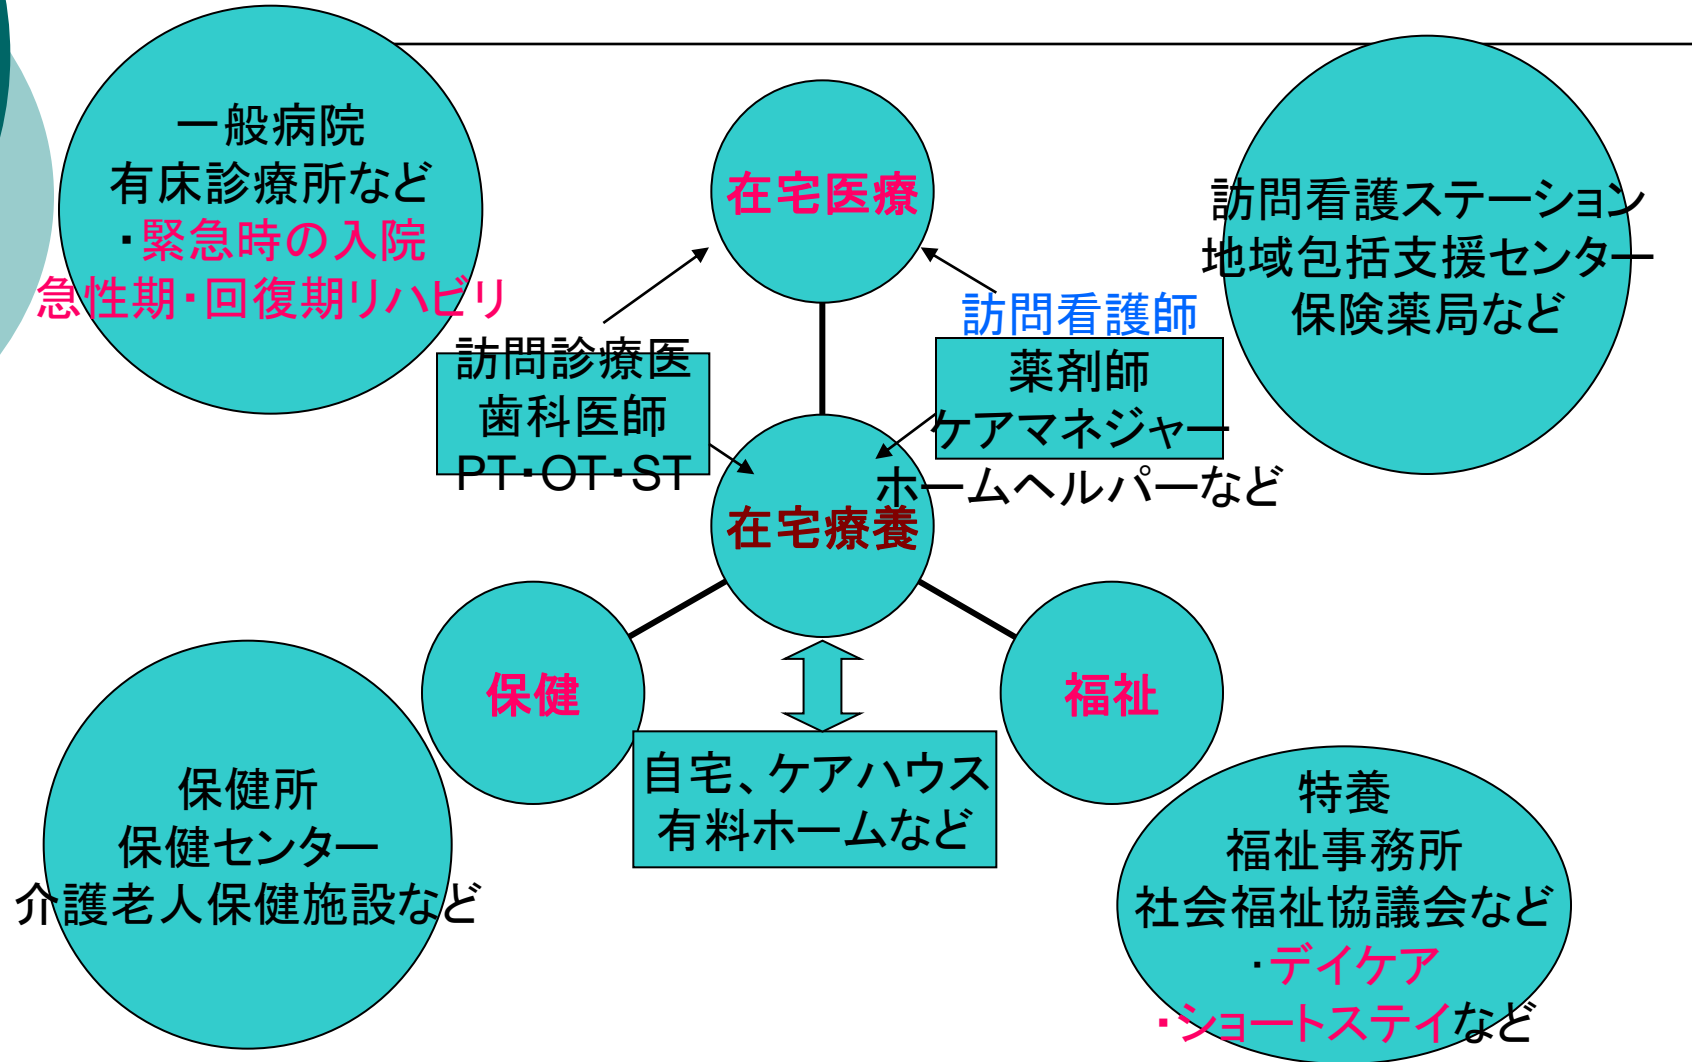 一般病院
有床診療所など
・緊急時の入院
急性期・回復期リハビリ
在宅医療
訪問看護ステーション
地域包括支援センター
保険薬局など
訪問診療医
歯科医師
PT・OT・ST
訪問看護師
薬剤師
ケアマネジャー
ホームヘルパーなど
在宅療養
保健
福祉
自宅、ケアハウス
有料ホームなど
保健所
保健センター
介護老人保健施設など
特養
福祉事務所
社会福祉協議会など
・デイケア
・ショートステイなど